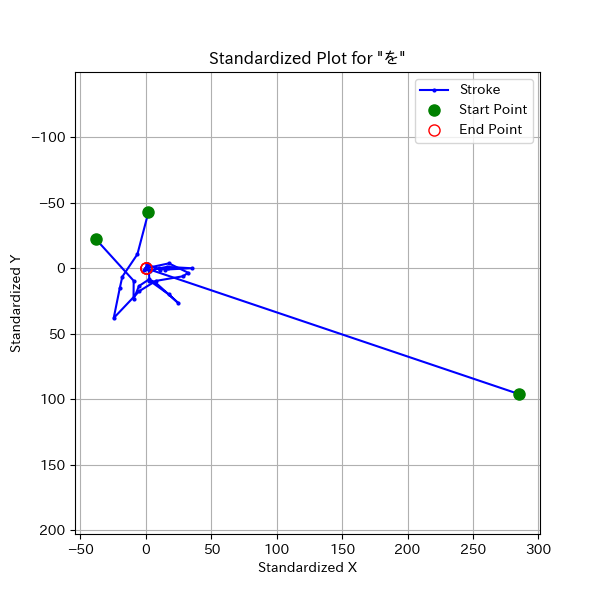 Standardized Plot for "を"
Stroke
Start Point
End Point
−100
−50
0
50
100
150
200
Standardized Y
−50 0 50 100 150 200 250 300
Standardized X